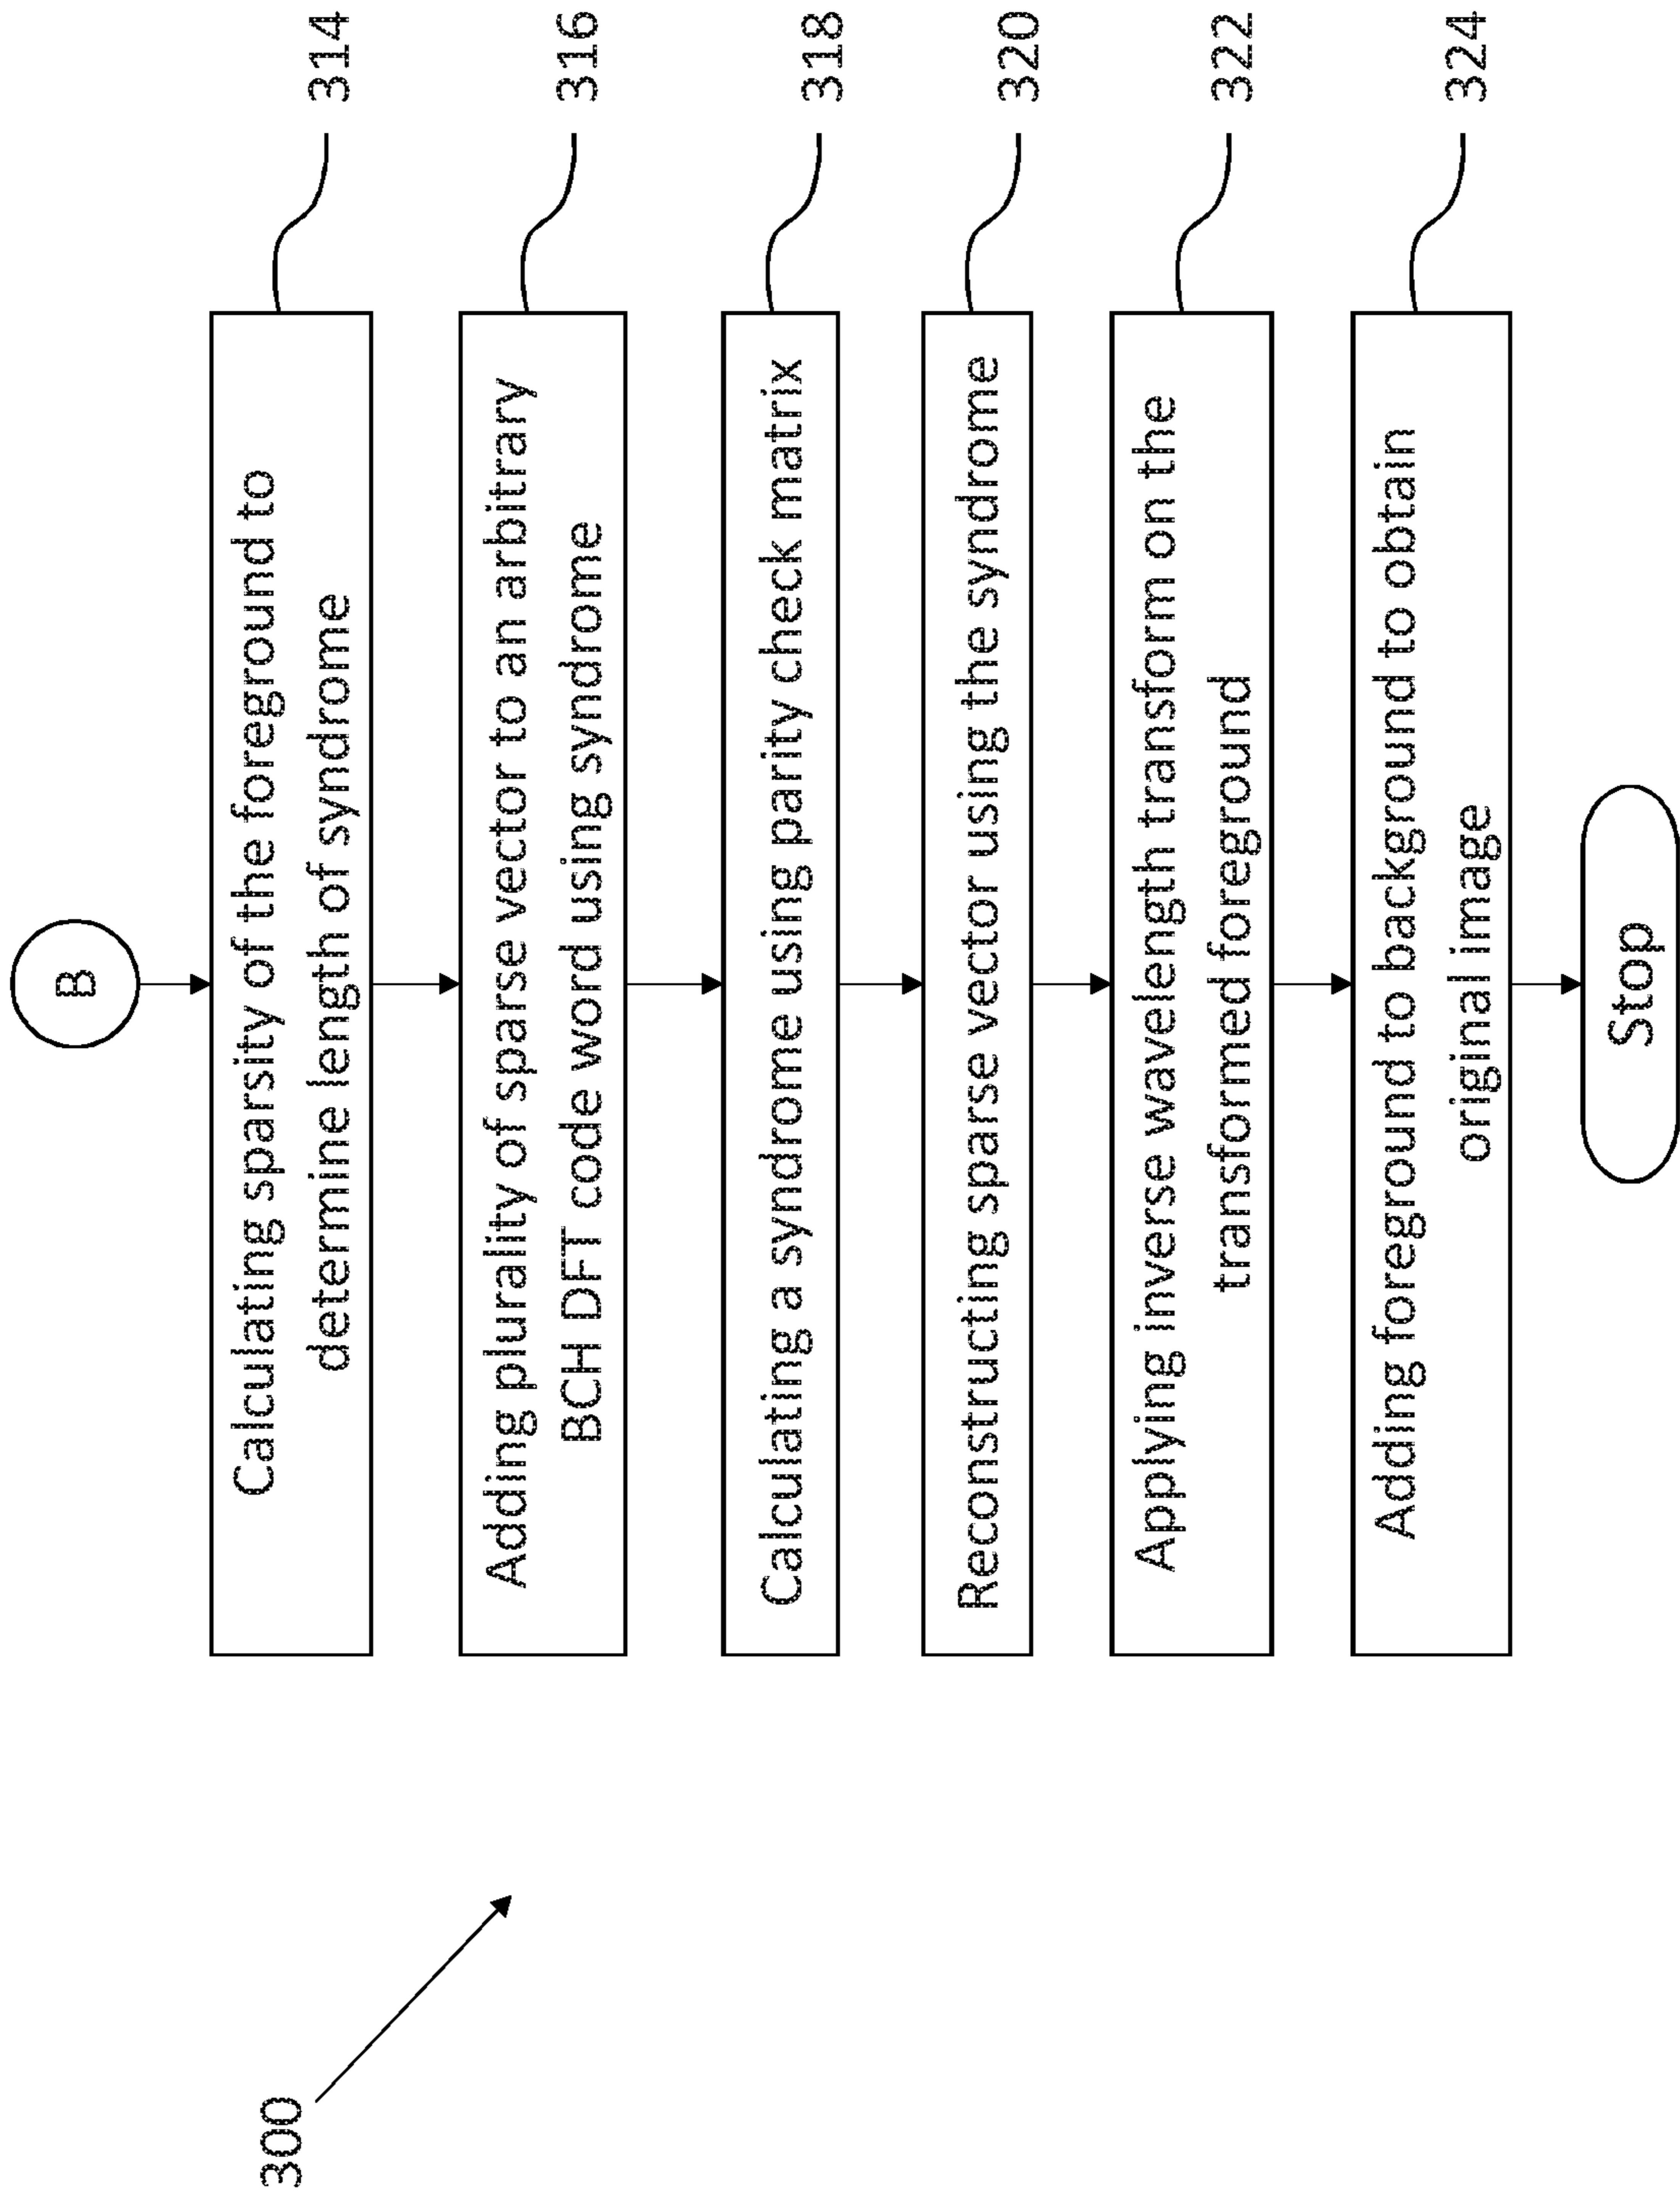 B
Calculating sparsity of the foreground to
determine length of syndrome
314
Adding plurality of sparse vector to an arbitrary
BCH DFT code word using syndrome
316
Calculating a syndrome using parity check matrix
318
Reconstructing sparse vector using the syndrome
320
Applying inverse wavelength transform on the
transformed foreground
322
Adding foreground to background to obtain
original image
324
Stop
300